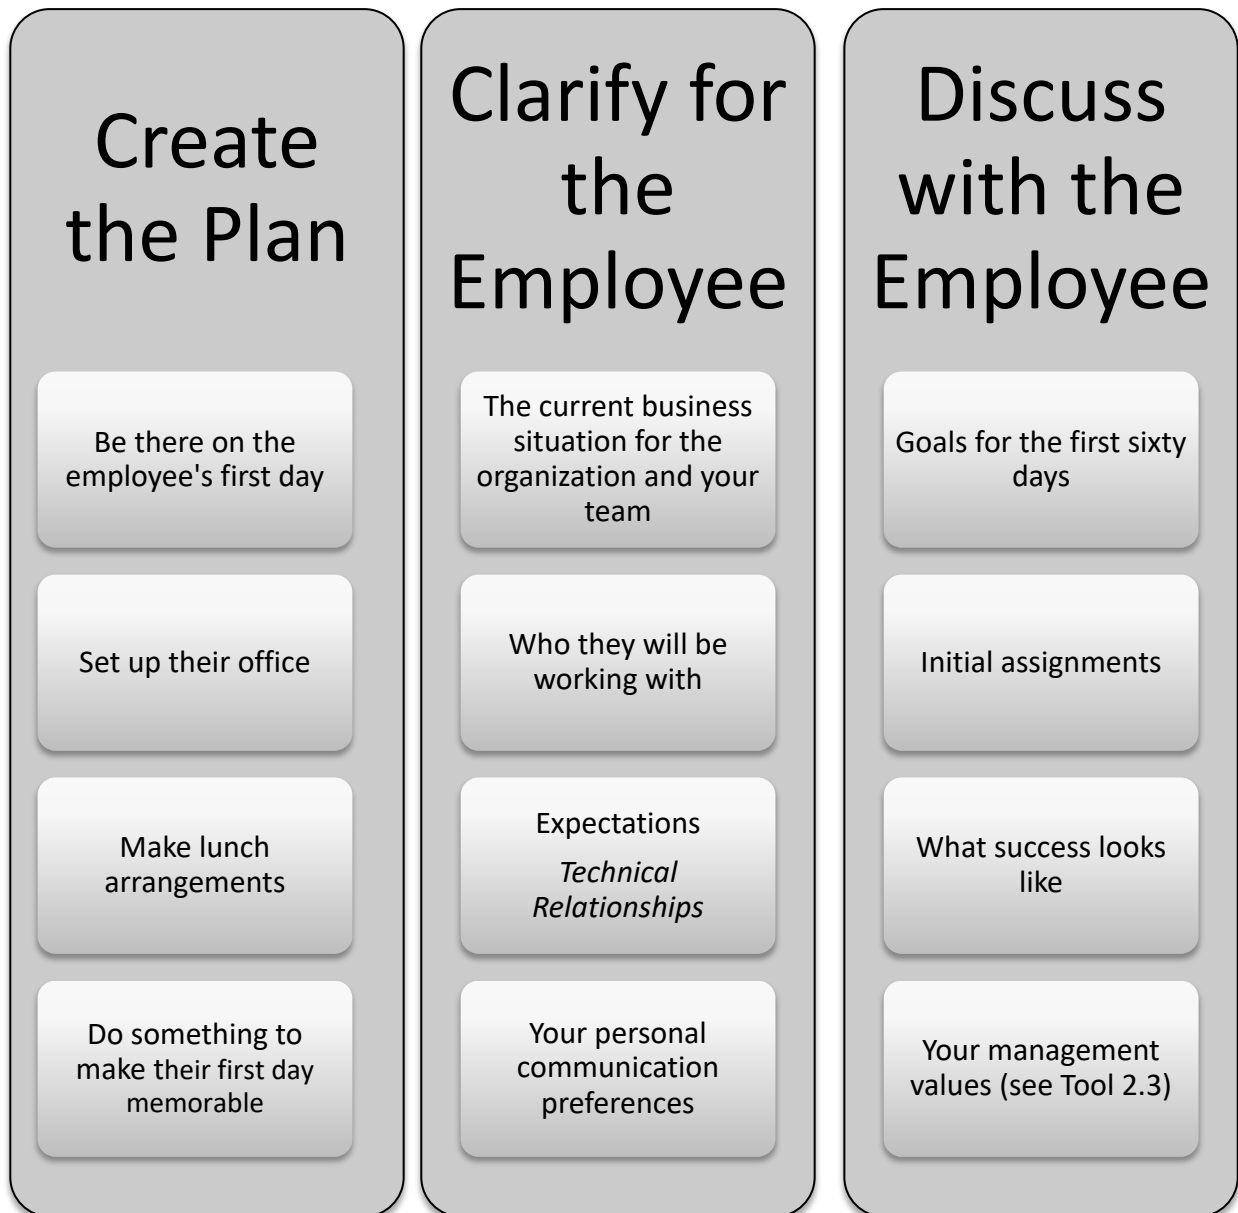 Create
the Plan
Be there on the
employee's first day
Set up their office
Make lunch
arrangements
Do something to
make their first day
memorable
Clarify for
the
Employee
The current business
situation for the
organization and your
team
Who they will be
working with
Expectations
Technical
Relationships
Your personal
communication
preferences
Discuss
with the
Employee
Goals for the first sixty
days
Initial assignments
What success looks
like
Your management
values (see Tool 2.3)